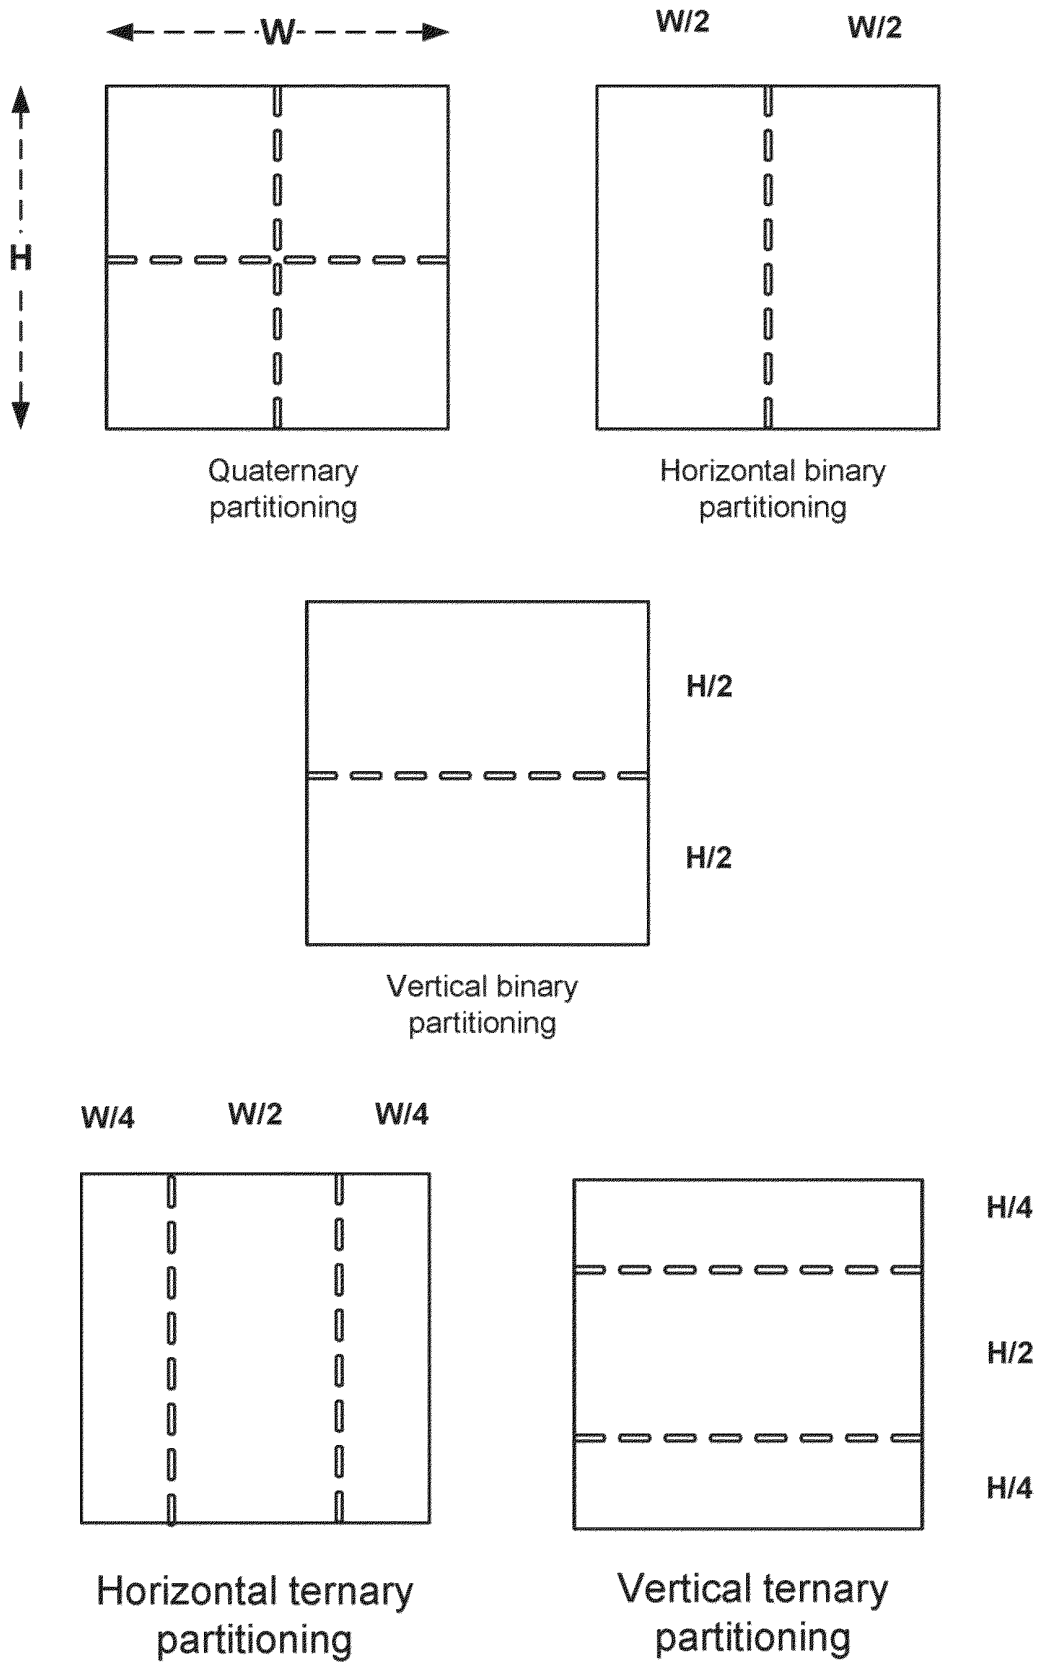 W
W/2 W/2
H
Quaternary
partitioning
Horizontal binary
partitioning
H/2
H/2
Vertical binary
partitioning
W/4 W/2 W/4
H/4
H/2
H/4
Horizontal ternary
partitioning
Vertical ternary
partitioning